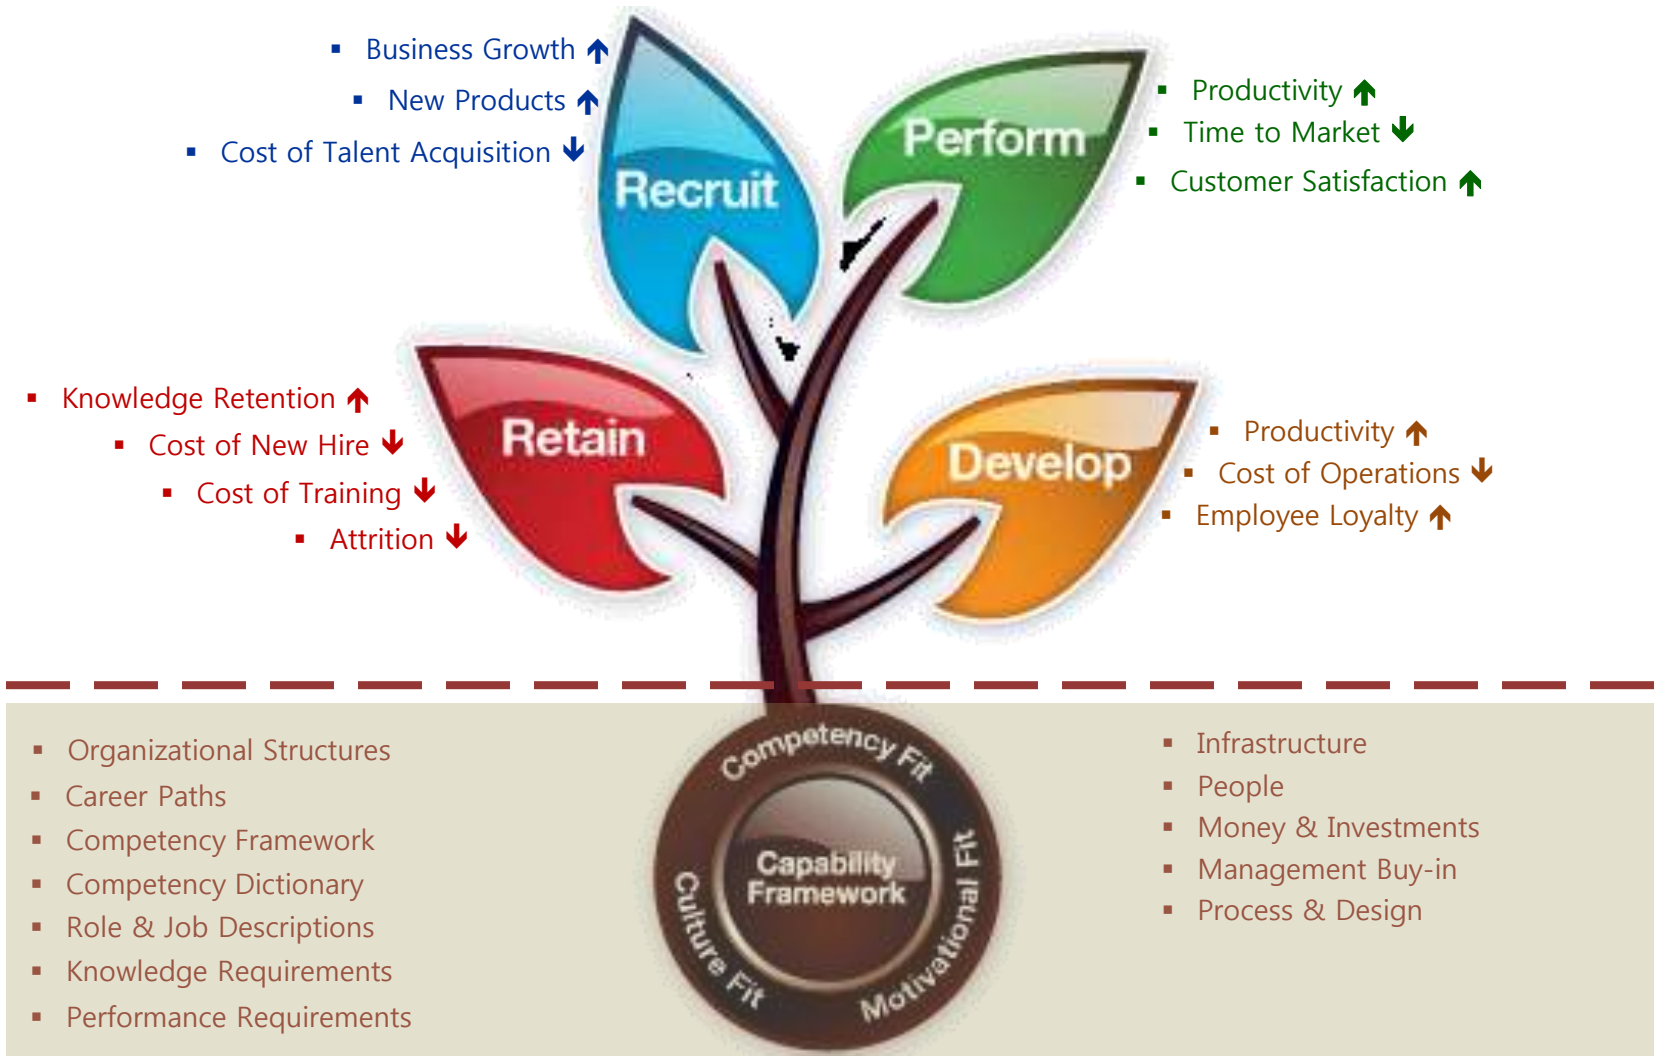 ▪ Business Growth ↑
▪ New Products ↑
▪ Cost of Talent Acquisition ↓
Recruit
Perform
▪ Productivity ↑
▪ Time to Market ↓
▪ Customer Satisfaction ↑
▪ Knowledge Retention ↑
▪ Cost of New Hire ↓
▪ Cost of Training ↓
▪ Attrition ↓
Retain
Develop
▪ Productivity ↑
▪ Cost of Operations ↓
▪ Employee Loyalty ↑
▪ Organizational Structures
▪ Career Paths
▪ Competency Framework
▪ Competency Dictionary
▪ Role & Job Descriptions
▪ Knowledge Requirements
▪ Performance Requirements
Competency Fit
Capability
Framework
Culture Fit
Motivational Fit
▪ Infrastructure
▪ People
▪ Money & Investments
▪ Management Buy-in
▪ Process & Design